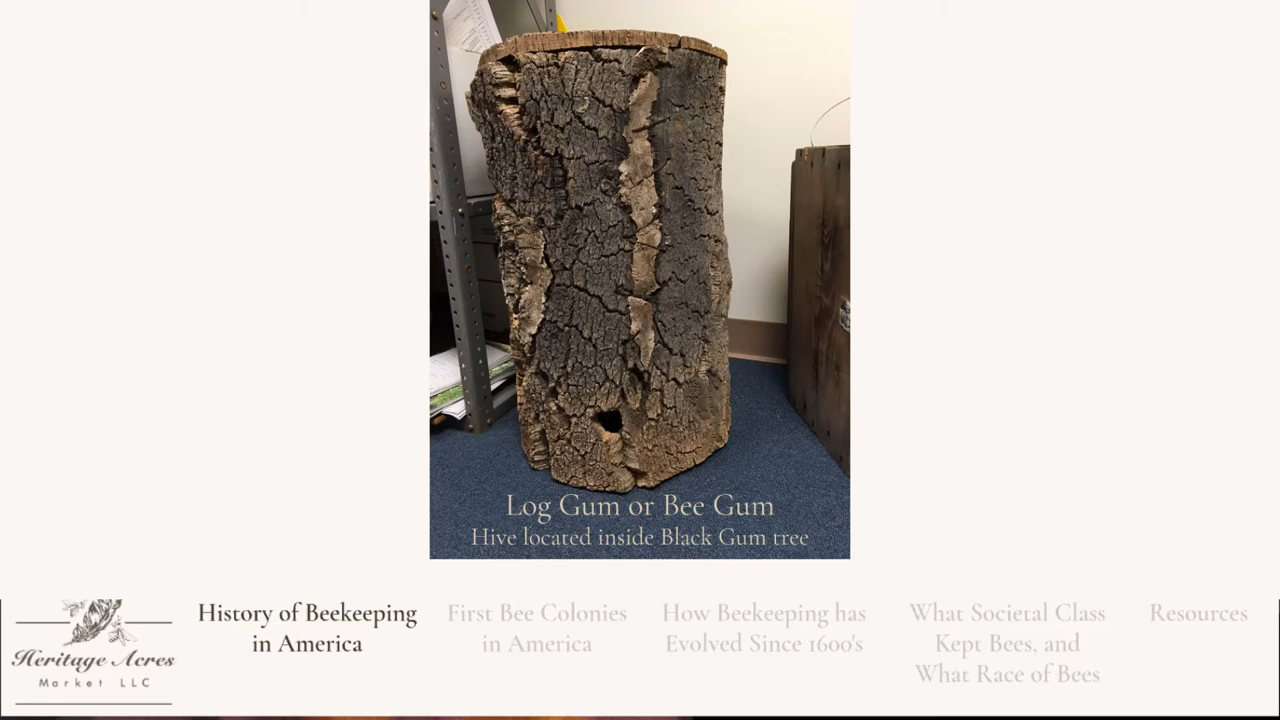 Log Gum or Bee Gum
Hive located inside Black Gum tree
Heritage Acres
Market LLC
History of Beekeeping
in America
First Bee Colonies
in America
How Beekeeping has
Evolved Since 1600's
What Societal Class
Kept Bees, and
What Race of Bees
Resources